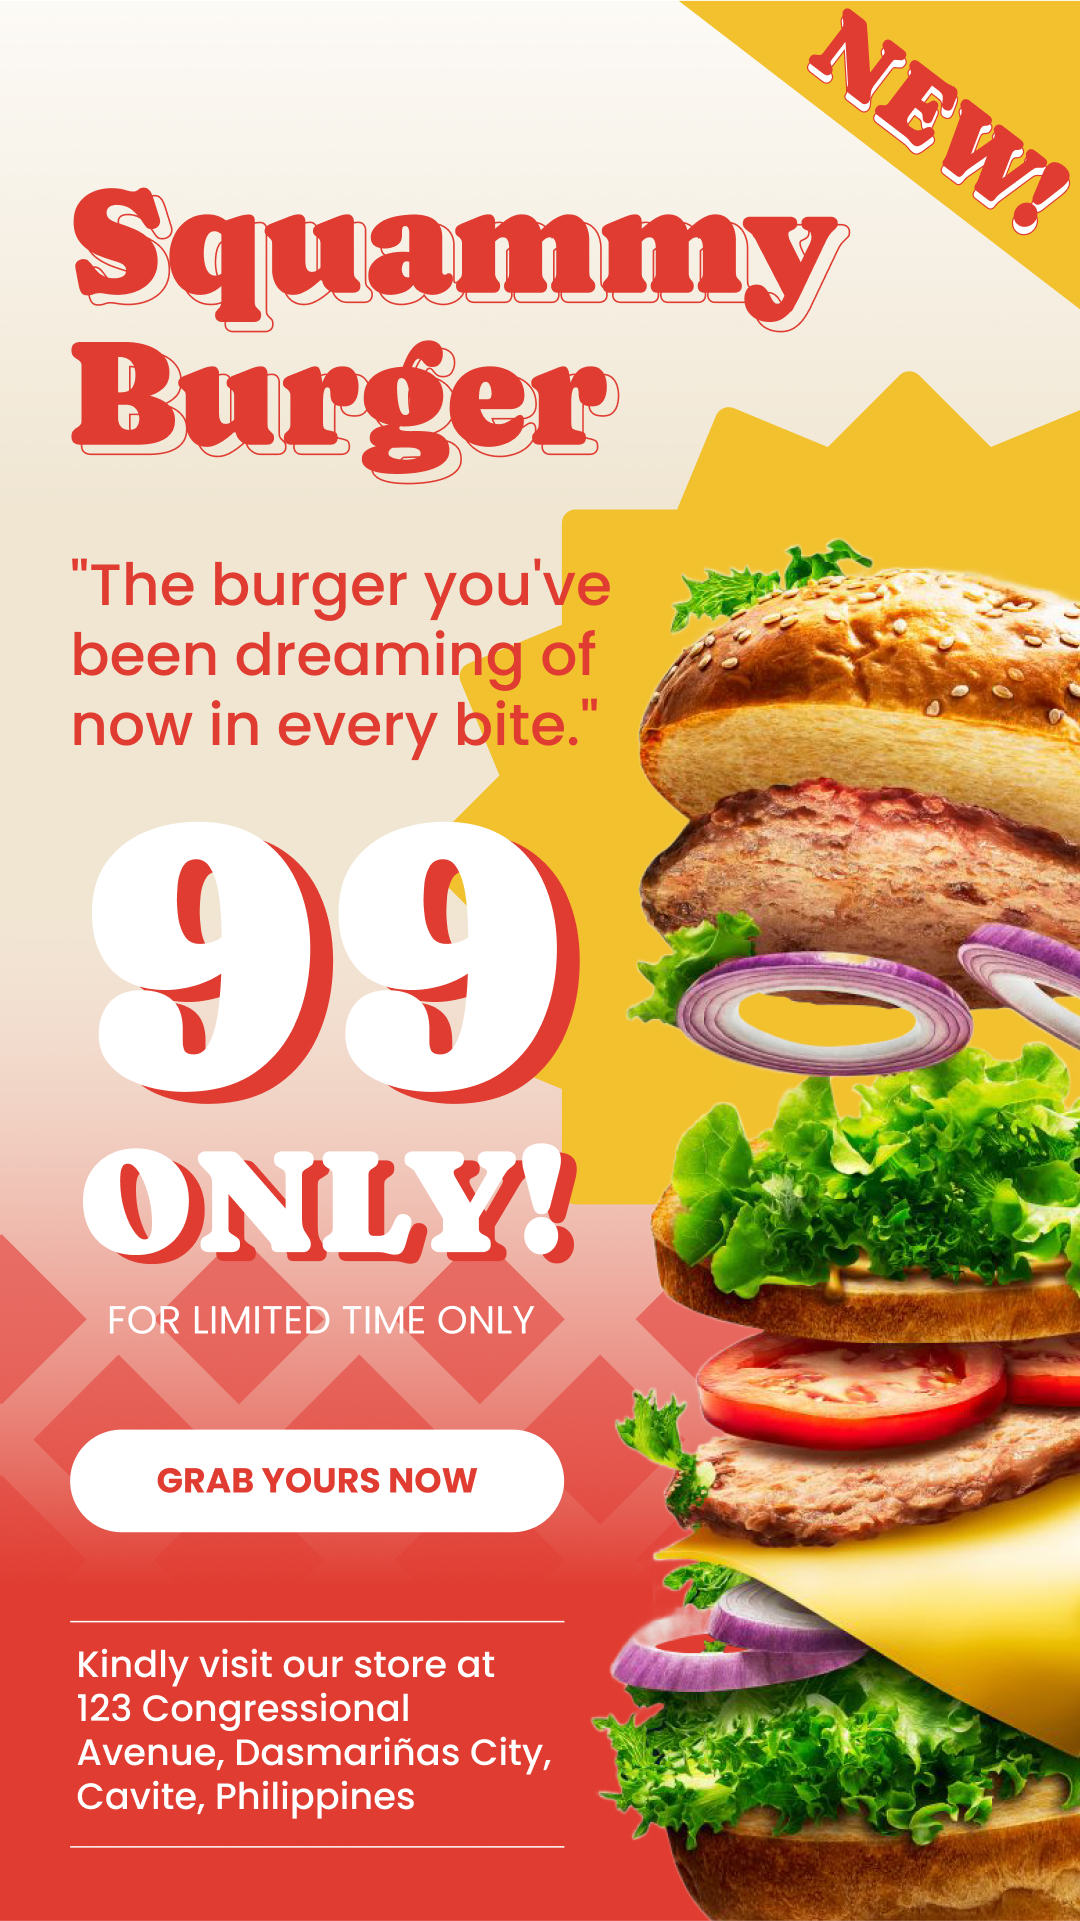 NEW!
Squammy
Burger
"The burger you've
been dreaming of
now in every bite."
99
ONLY!
FOR LIMITED TIME ONLY
GRAB YOURS NOW
Kindly visit our store at
123 Congressional
Avenue, Dasmariñas City,
Cavite, Philippines